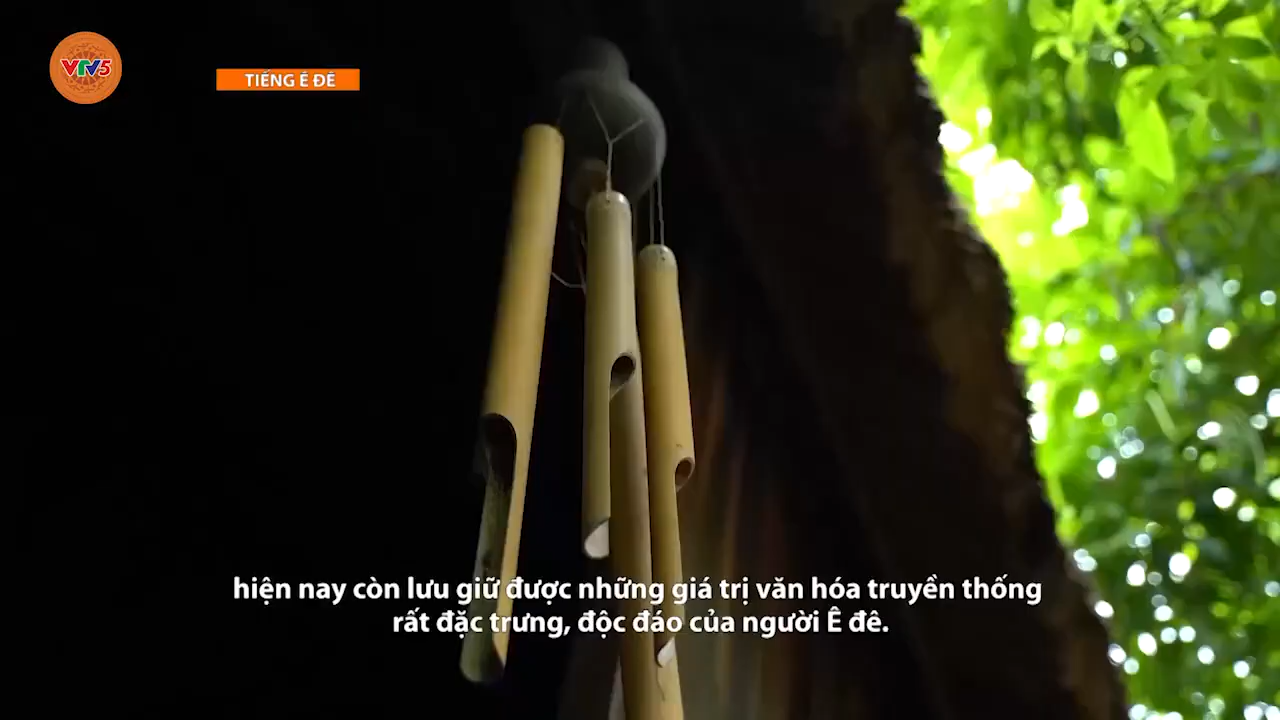 VTV5
TIẾNG Ê ĐÊ
hiện nay còn lưu giữ được những giá trị văn hóa truyền thống
rất đặc trưng, độc đáo của người Ê đê.